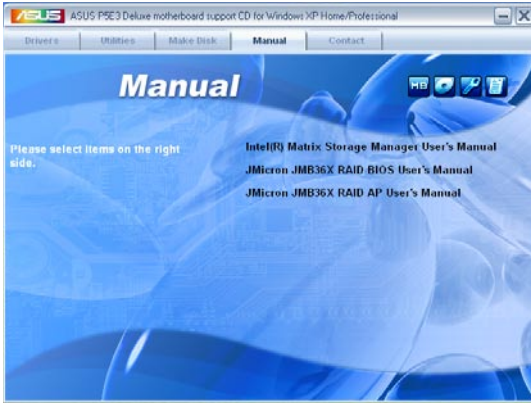 ASUS ASUS P5E3 Deluxe motherboard support CD for Windows XP Home/Professional
Drivers Utilities Make Disk Manual Contact
Manual
MB
Please select items on the right
side.
Intel(R) Matrix Storage Manager User's Manual
JMicron JMB36X RAID BIOS User's Manual
JMicron JMB36X RAID AP User's Manual